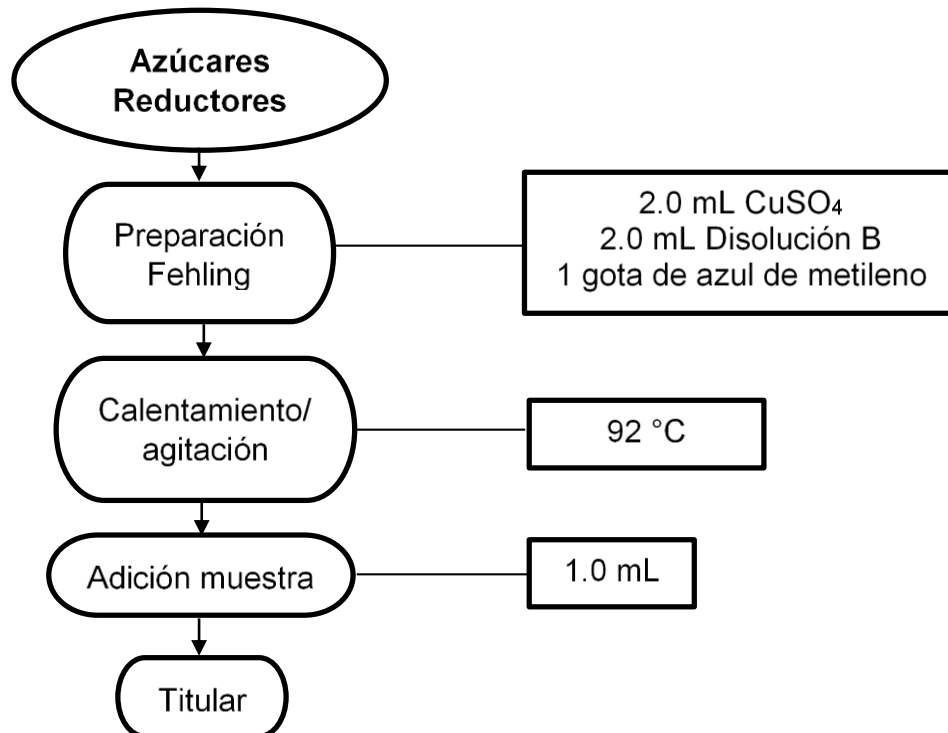 Azúcares
Reductores
Preparación
Fehling
2.0 mL CuSO₄
2.0 mL Disolución B
1 gota de azul de metileno
Calentamiento/
agitación
92 °C
Adición muestra
1.0 mL
Titular